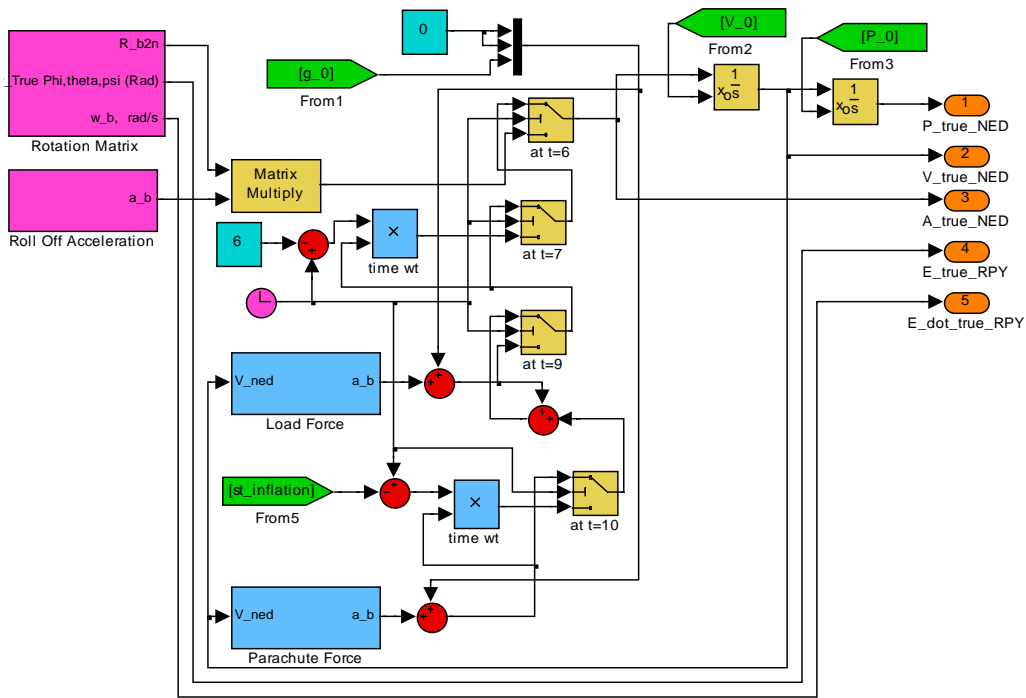 R_b2n
_True Phi,theta,psi (Rad)
w_b, rad/s
Rotation Matrix
a_b
Roll Off Acceleration
0
[g_0]
From1
Matrix
Multiply
6
-
+
×
time wt
at t=6
at t=7
at t=9
[V_0]
From2
1
s
xo
[P_0]
From3
1
s
xo
1
P_true_NED
2
V_true_NED
3
A_true_NED
4
E_true_RPY
5
E_dot_true_RPY
V_ned
a_b
Load Force
+
+
+
+
[st_inflation]
From5
-
+
×
time wt
at t=10
V_ned
a_b
Parachute Force
+
+